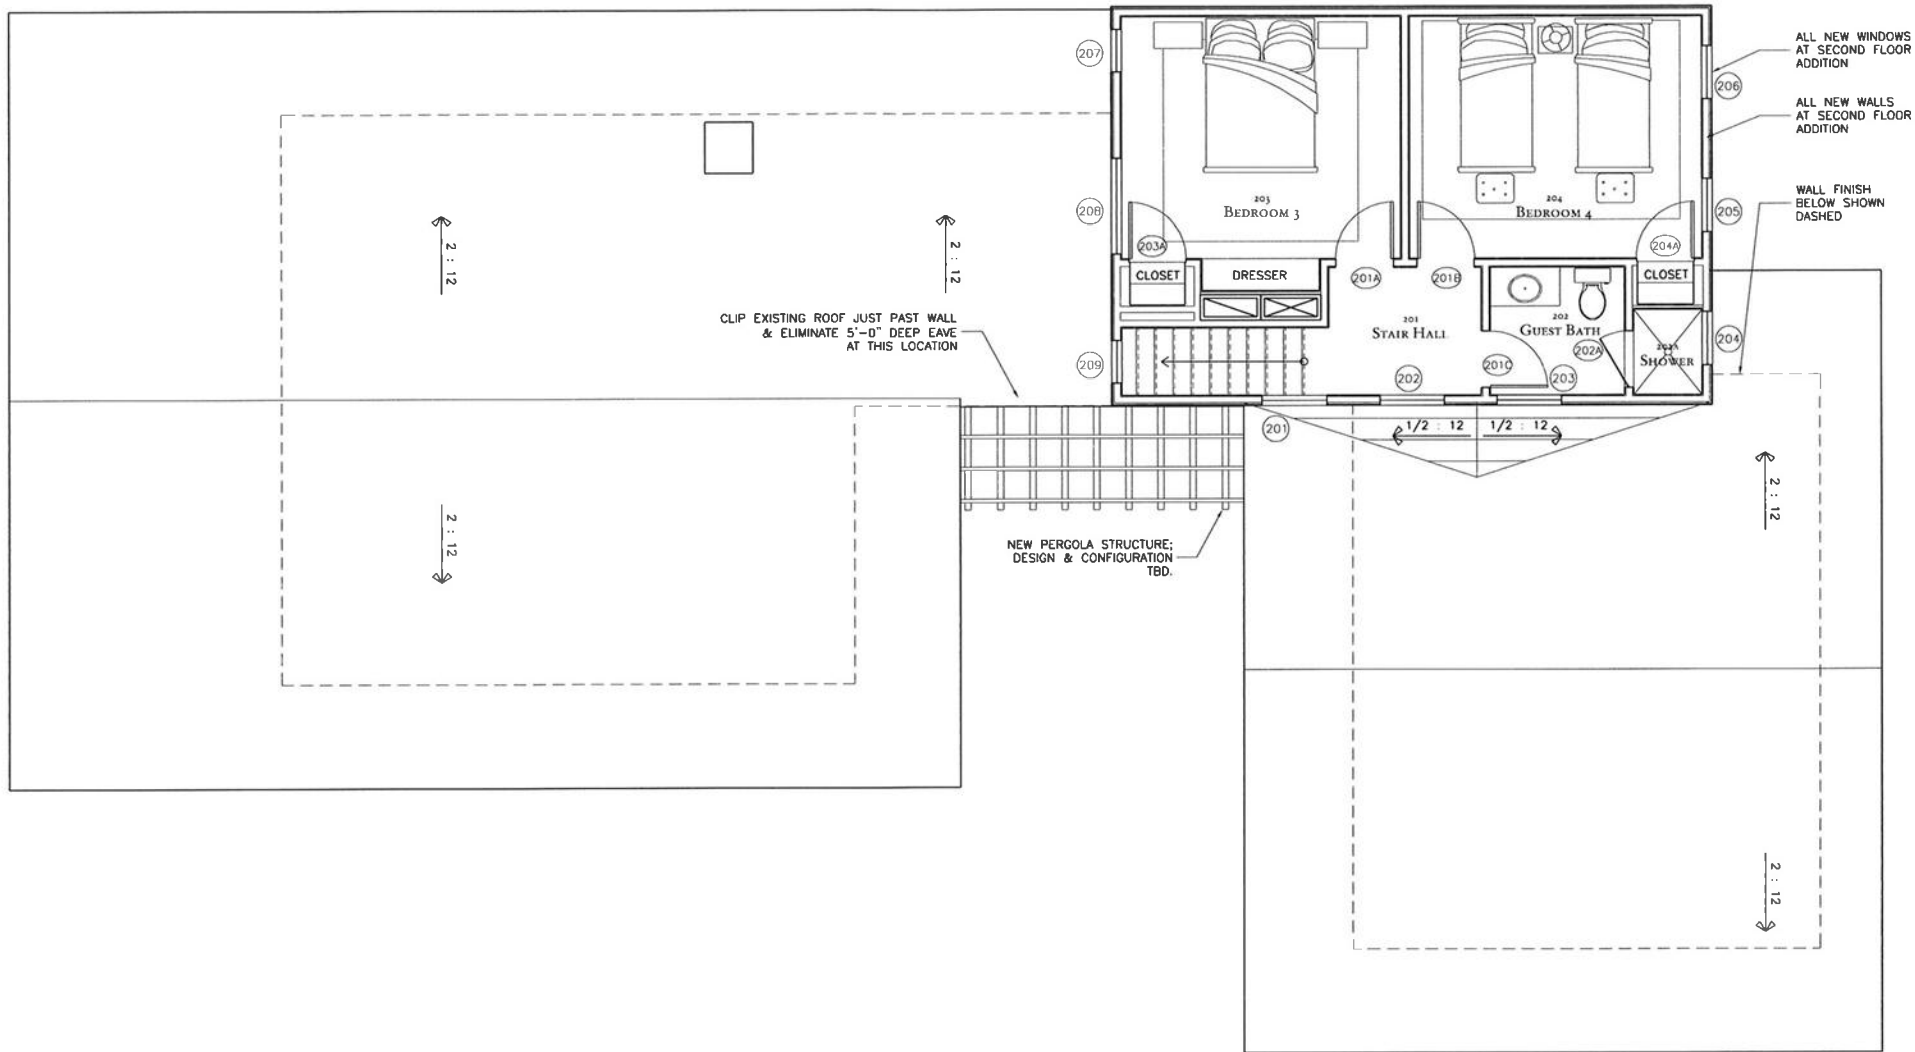 ALL NEW WINDOWS
AT SECOND FLOOR
ADDITION
ALL NEW WALLS
AT SECOND FLOOR
ADDITION
WALL FINISH
BELOW SHOWN
DASHED
207
208
209
206
205
204
203
BEDROOM 3
204
BEDROOM 4
203A
CLOSET
DRESSER
201A
201B
204A
CLOSET
201
STAIR HALL
202
GUEST BATH
202A
SHOWER
201C
202
203
201
1/2 : 12
1/2 : 12
CLIP EXISTING ROOF JUST PAST WALL
& ELIMINATE 5'-0" DEEP EAVE
AT THIS LOCATION
NEW PERGOLA STRUCTURE;
DESIGN & CONFIGURATION
TBD.
2 : 12
2 : 12
2 : 12
2 : 12
2 : 12